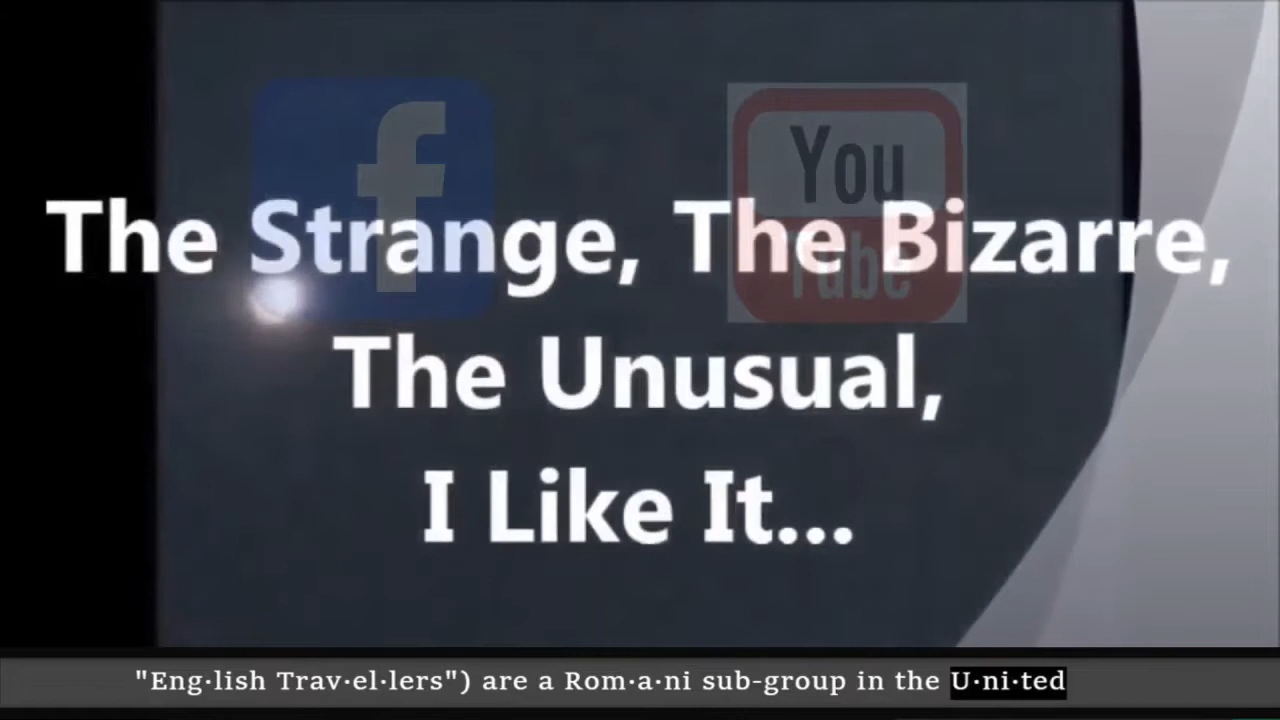 f
You
Tube
The Strange, The Bizarre,
The Unusual,
I Like It...
"Eng·lish Trav·el·lers") are a Rom·a·ni sub-group in the U·ni·ted